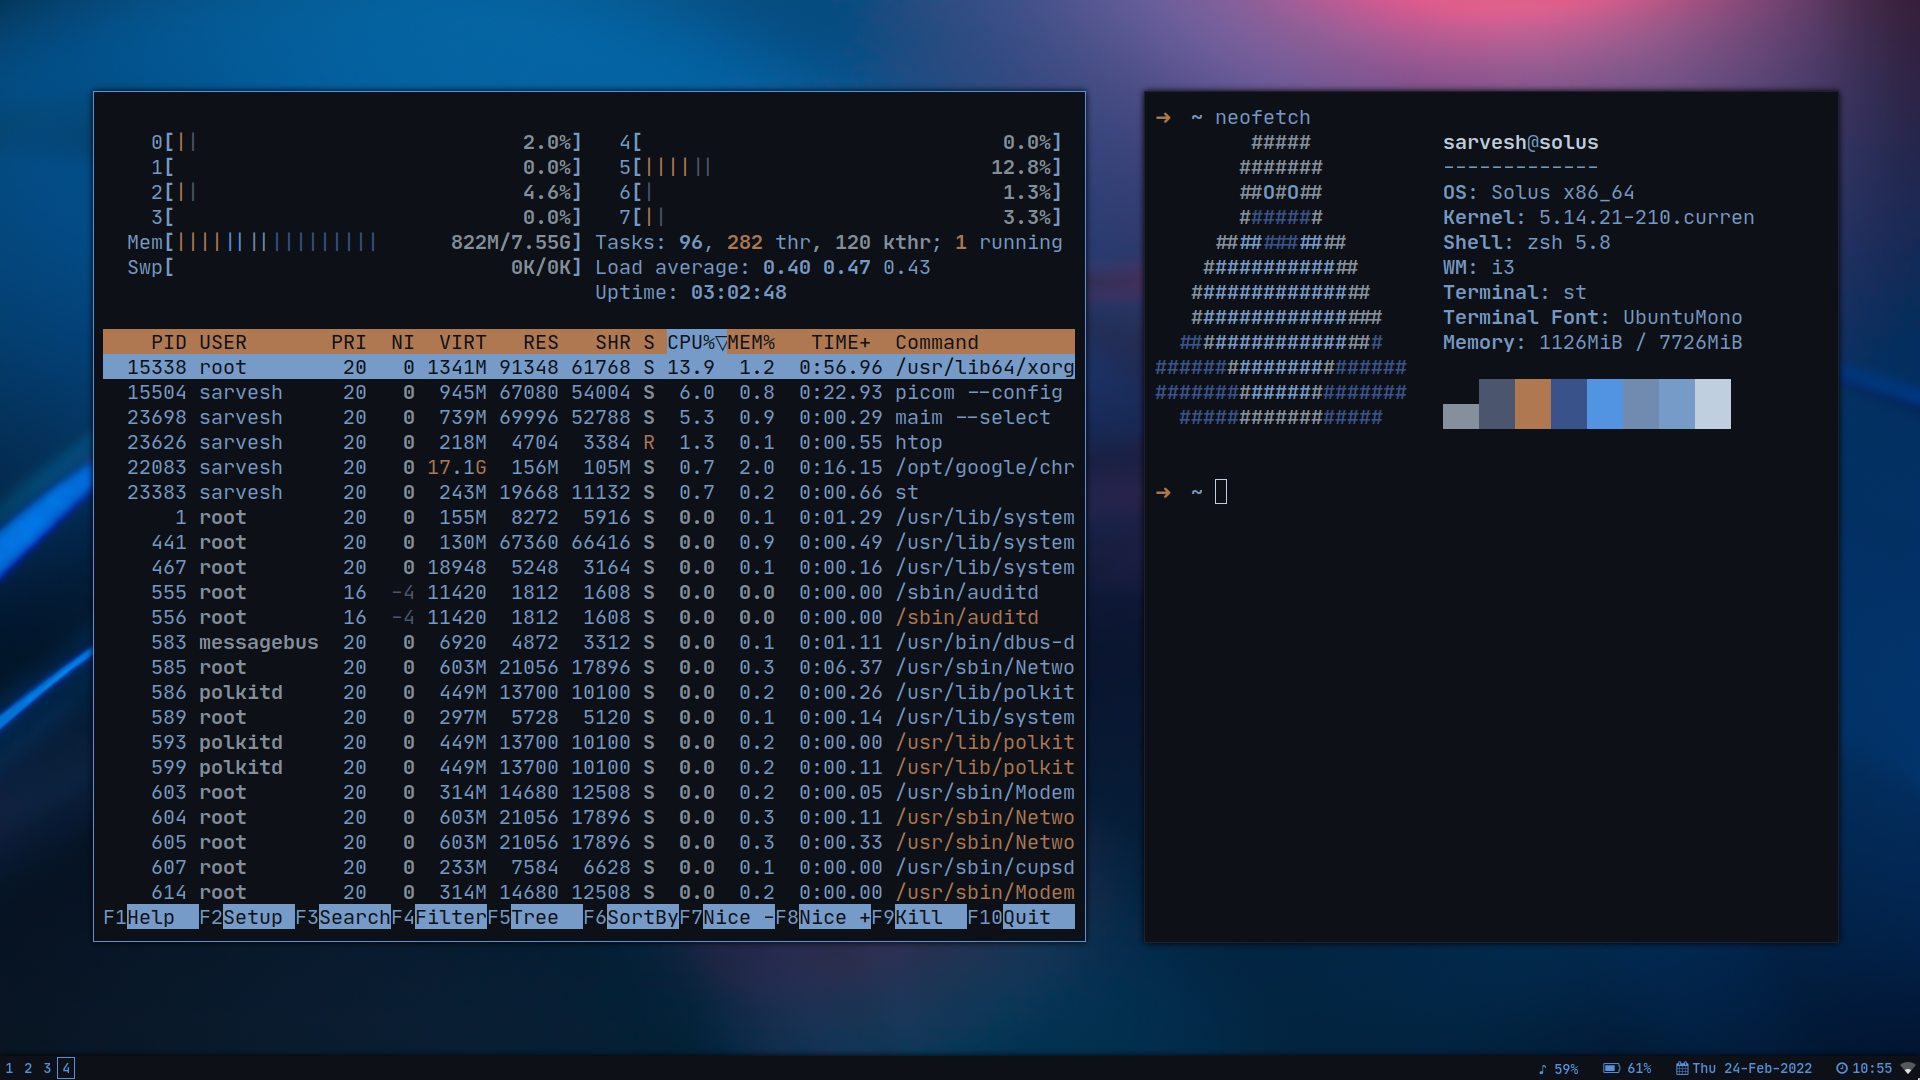 0[|| 2.0%] 4[ 0.0%]
1[ 0.0%] 5[|||||| 12.8%]
2[|| 4.6%] 6[| 1.3%]
3[ 0.0%] 7[|| 3.3%]
Mem[||||||||||||||||| 822M/7.55G] Tasks: 96, 282 thr, 120 kthr; 1 running
Swp[ 0K/0K] Load average: 0.40 0.47 0.43
Uptime: 03:02:48
PID USER PRI NI VIRT RES SHR S CPU%▽MEM% TIME+ Command
15338 root 20 0 1341M 91348 61768 S 13.9 1.2 0:56.96 /usr/lib64/xorg
15504 sarvesh 20 0 945M 67080 54004 S 6.0 0.8 0:22.93 picom --config
23698 sarvesh 20 0 739M 69996 52788 S 5.3 0.9 0:00.29 maim --select
23626 sarvesh 20 0 218M 4704 3384 R 1.3 0.1 0:00.55 htop
22083 sarvesh 20 0 17.1G 156M 105M S 0.7 2.0 0:16.15 /opt/google/chr
23383 sarvesh 20 0 243M 19668 11132 S 0.7 0.2 0:00.66 st
1 root 20 0 155M 8272 5916 S 0.0 0.1 0:01.29 /usr/lib/system
441 root 20 0 130M 67360 66416 S 0.0 0.9 0:00.49 /usr/lib/system
467 root 20 0 18948 5248 3164 S 0.0 0.1 0:00.16 /usr/lib/system
555 root 16 -4 11420 1812 1608 S 0.0 0.0 0:00.00 /sbin/auditd
556 root 16 -4 11420 1812 1608 S 0.0 0.0 0:00.00 /sbin/auditd
583 messagebus 20 0 6920 4872 3312 S 0.0 0.1 0:01.11 /usr/bin/dbus-d
585 root 20 0 603M 21056 17896 S 0.0 0.3 0:06.37 /usr/sbin/Netwo
586 polkitd 20 0 449M 13700 10100 S 0.0 0.2 0:00.26 /usr/lib/polkit
589 root 20 0 297M 5728 5120 S 0.0 0.1 0:00.14 /usr/lib/system
593 polkitd 20 0 449M 13700 10100 S 0.0 0.2 0:00.00 /usr/lib/polkit
599 polkitd 20 0 449M 13700 10100 S 0.0 0.2 0:00.11 /usr/lib/polkit
603 root 20 0 314M 14680 12508 S 0.0 0.2 0:00.05 /usr/sbin/Modem
604 root 20 0 603M 21056 17896 S 0.0 0.3 0:00.11 /usr/sbin/Netwo
605 root 20 0 603M 21056 17896 S 0.0 0.3 0:00.33 /usr/sbin/Netwo
607 root 20 0 233M 7584 6628 S 0.0 0.1 0:00.00 /usr/sbin/cupsd
614 root 20 0 314M 14680 12508 S 0.0 0.2 0:00.00 /usr/sbin/Modem
F1Help F2Setup F3SearchF4FilterF5Tree F6SortByF7Nice -F8Nice +F9Kill F10Quit
➜ ~ neofetch
##### sarvesh@solus
####### -------------
##O#O## OS: Solus x86_64
####### Kernel: 5.14.21-210.curren
########### Shell: zsh 5.8
############# WM: i3
############### Terminal: st
################ Terminal Font: UbuntuMono
################# Memory: 1126MiB / 7726MiB
#####################
#####################
#################
➜ ~
1 2 3 4
♪ 59% 61% Thu 24-Feb-2022 10:55